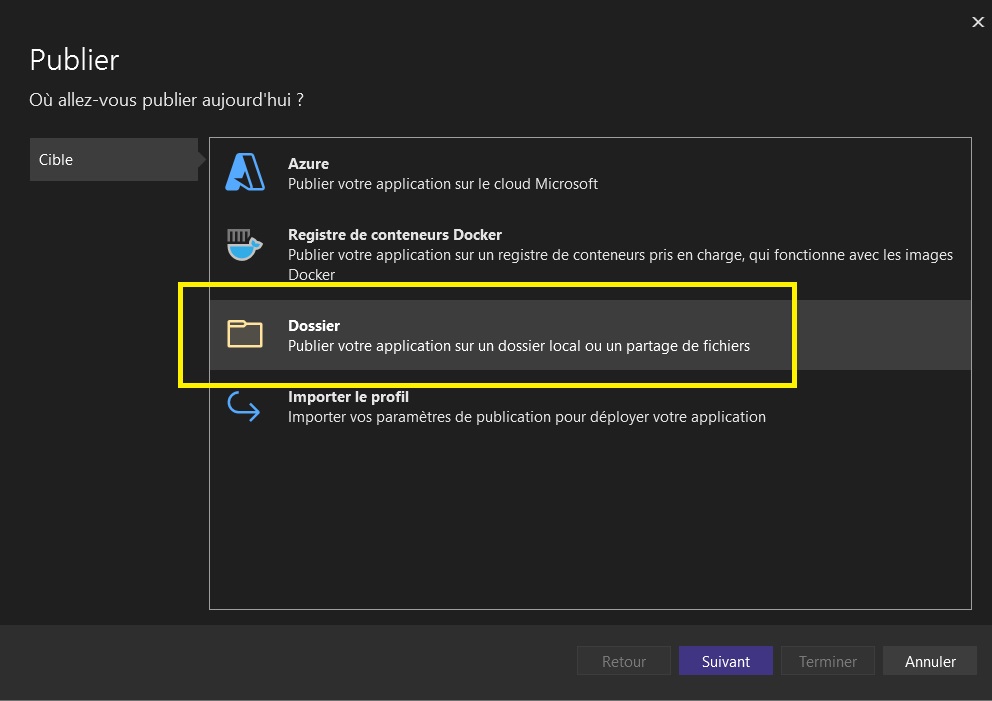 Publier
Où allez-vous publier aujourd'hui ?
Cible
Azure
Publier votre application sur le cloud Microsoft
Registre de conteneurs Docker
Publier votre application sur un registre de conteneurs pris en charge, qui fonctionne avec les images
Docker
Dossier
Publier votre application sur un dossier local ou un partage de fichiers
Importer le profil
Importer vos paramètres de publication pour déployer votre application
Retour
Suivant
Terminer
Annuler